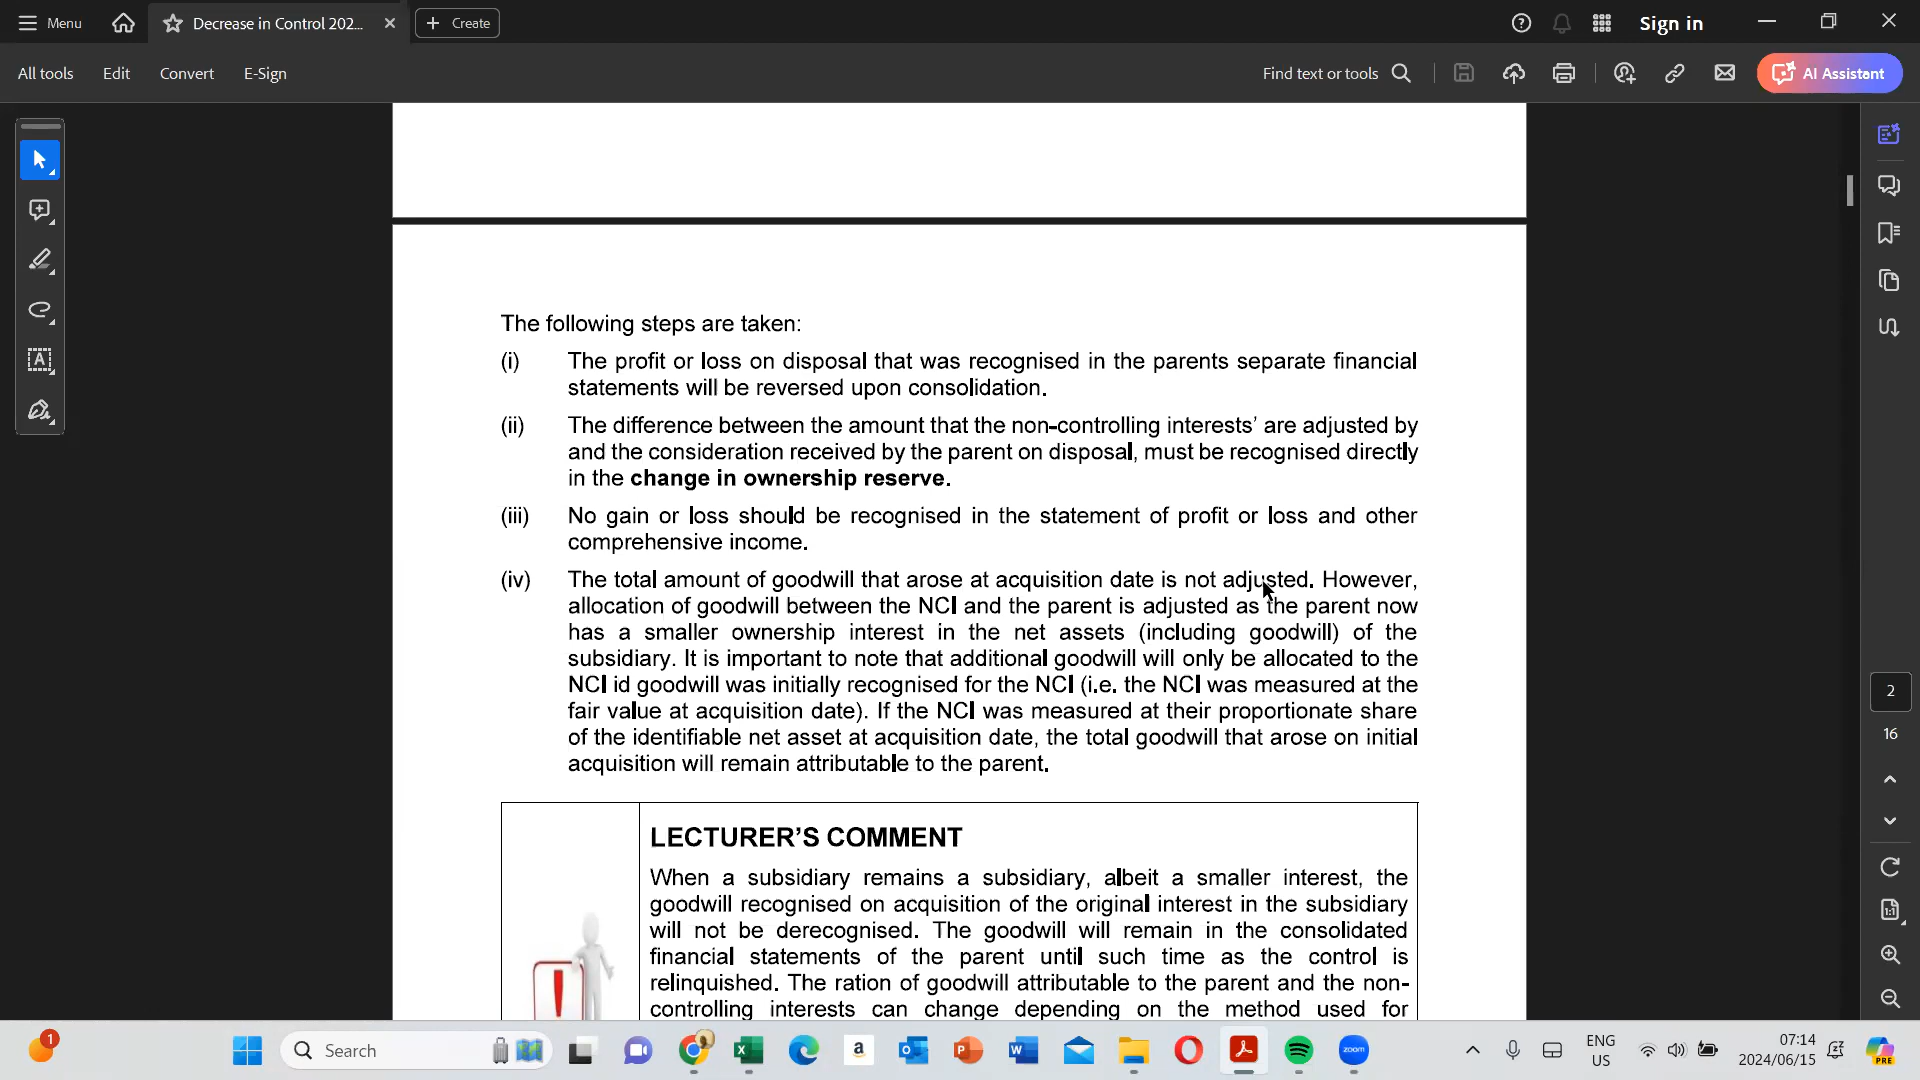 Menu
Decrease in Control 202...
Create
Sign in
All tools
Edit
Convert
E-Sign
Find text or tools
AI Assistant
The following steps are taken:
(i) The profit or loss on disposal that was recognised in the parents separate financial
statements will be reversed upon consolidation.
(ii) The difference between the amount that the non-controlling interests' are adjusted by
and the consideration received by the parent on disposal, must be recognised directly
in the change in ownership reserve.
(iii) No gain or loss should be recognised in the statement of profit or loss and other
comprehensive income.
(iv) The total amount of goodwill that arose at acquisition date is not adjusted. However,
allocation of goodwill between the NCI and the parent is adjusted as the parent now
has a smaller ownership interest in the net assets (including goodwill) of the
subsidiary. It is important to note that additional goodwill will only be allocated to the
NCI id goodwill was initially recognised for the NCI (i.e. the NCI was measured at the
fair value at acquisition date). If the NCI was measured at their proportionate share
of the identifiable net asset at acquisition date, the total goodwill that arose on initial
acquisition will remain attributable to the parent.
LECTURER'S COMMENT
When a subsidiary remains a subsidiary, albeit a smaller interest, the
goodwill recognised on acquisition of the original interest in the subsidiary
will not be derecognised. The goodwill will remain in the consolidated
financial statements of the parent until such time as the control is
relinquished. The ration of goodwill attributable to the parent and the non-
controlling interests can change depending on the method used for
2
16
1
Search
zoom
ENG
US
07:14
2024/06/15
PRE